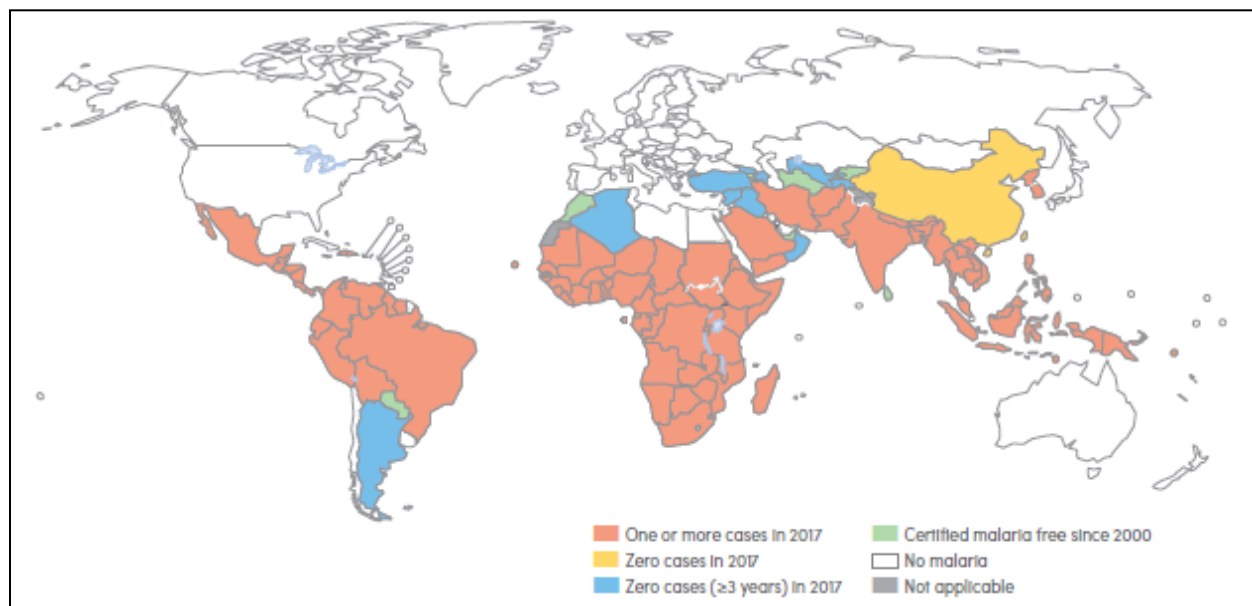 One or more cases in 2017
Zero cases in 2017
Zero cases (≥3 years) in 2017
Certified malaria free since 2000
No malaria
Not applicable